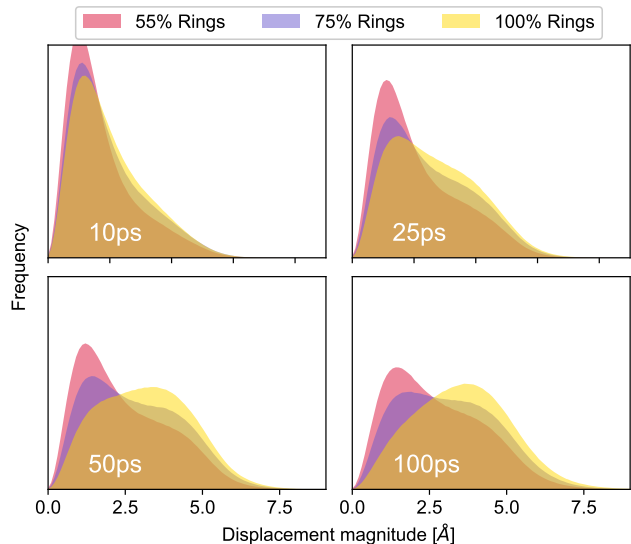 55% Rings 75% Rings 100% Rings
10ps 25ps
Frequency
50ps 100ps
0.0 2.5 5.0 7.5 0.0 2.5 5.0 7.5
Displacement magnitude [Å]